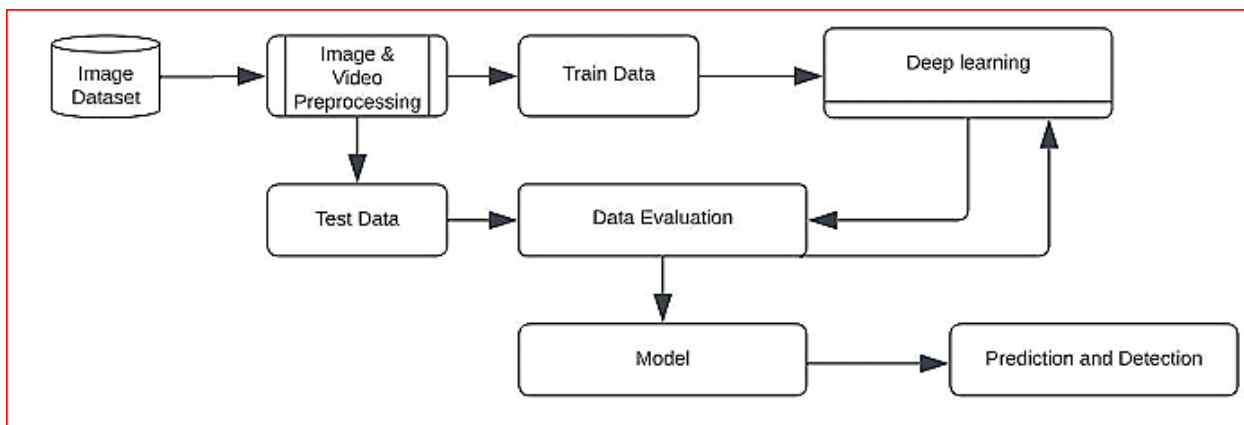 Image
Dataset
Image &
Video
Preprocessing
Train Data
Deep learning
Test Data
Data Evaluation
Model
Prediction and Detection